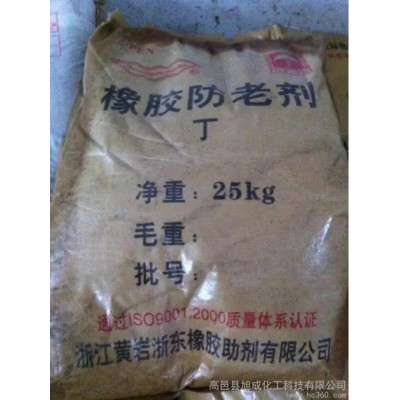 橡胶防老剂
丁
净重：25kg
毛重：
批号：
通过ISO9001:2000质量体系认证
浙江黄岩浙东橡胶助剂有限公司
高邑县旭成化工科技有限公司
www.hc360.com